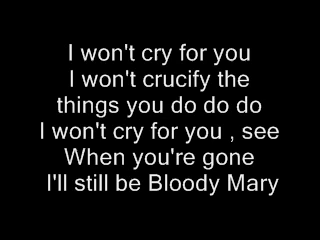 I won't cry for you
I won't crucify the
things you do do do
I won't cry for you , see
When you're gone
I'll still be Bloody Mary